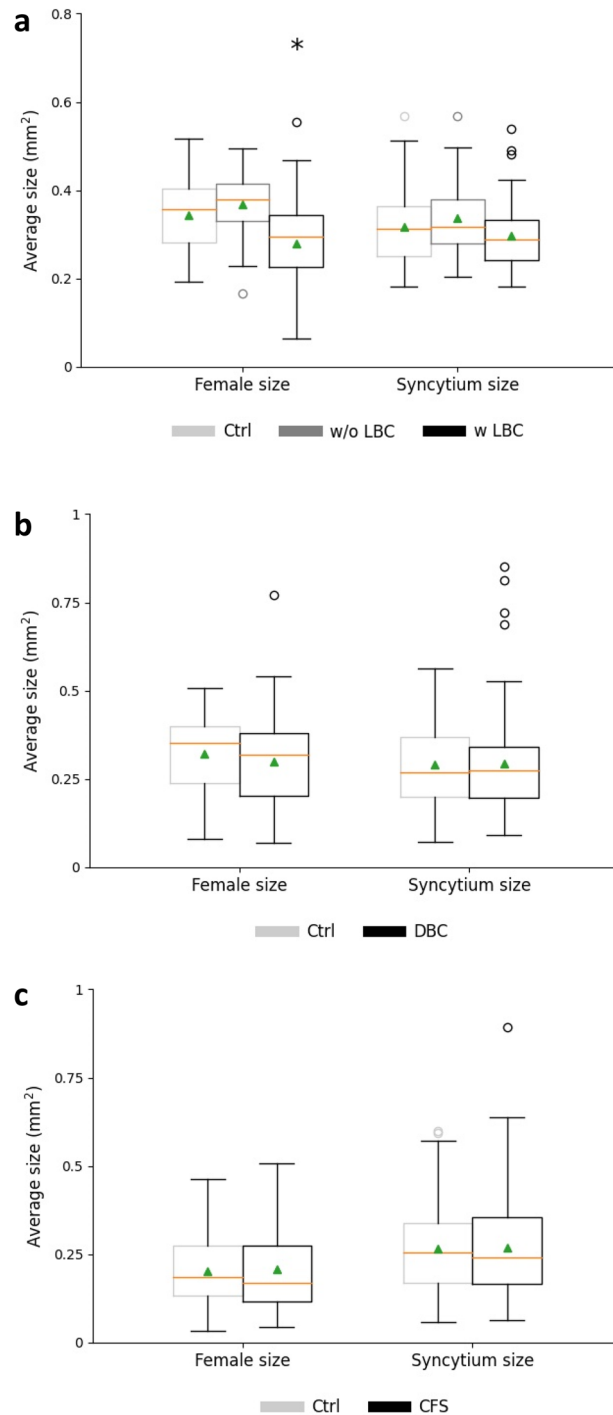 a
Average size (mm²)
0.8
0.6
0.4
0.2
0
*
Female size Syncytium size
Ctrl w/o LBC w LBC
b
Average size (mm²)
1
0.75
0.5
0.25
0
Female size Syncytium size
Ctrl DBC
c
Average size (mm²)
1
0.75
0.5
0.25
0
Female size Syncytium size
Ctrl CFS